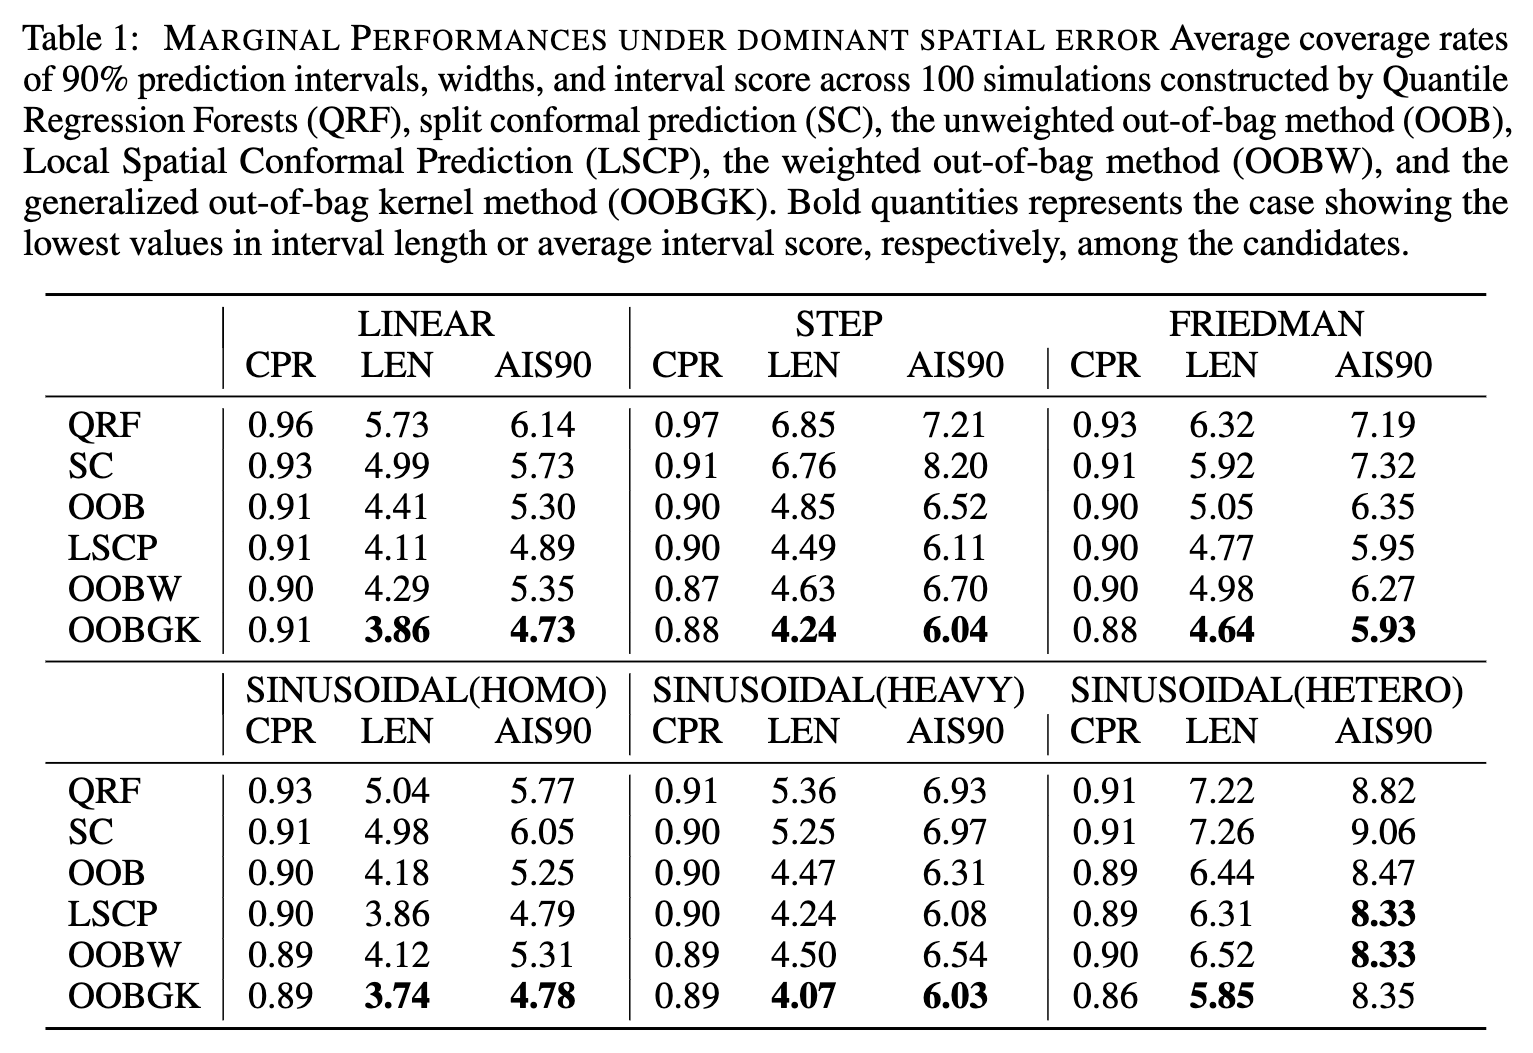 Table 1: MARGINAL PERFORMANCES UNDER DOMINANT SPATIAL ERROR Average coverage rates
of 90% prediction intervals, widths, and interval score across 100 simulations constructed by Quantile
Regression Forests (QRF), split conformal prediction (SC), the unweighted out-of-bag method (OOB),
Local Spatial Conformal Prediction (LSCP), the weighted out-of-bag method (OOBW), and the
generalized out-of-bag kernel method (OOBGK). Bold quantities represents the case showing the
lowest values in interval length or average interval score, respectively, among the candidates.
LINEAR STEP FRIEDMAN
CPR LEN AIS90 CPR LEN AIS90 CPR LEN AIS90
QRF 0.96 5.73 6.14 0.97 6.85 7.21 0.93 6.32 7.19
SC 0.93 4.99 5.73 0.91 6.76 8.20 0.91 5.92 7.32
OOB 0.91 4.41 5.30 0.90 4.85 6.52 0.90 5.05 6.35
LSCP 0.91 4.11 4.89 0.90 4.49 6.11 0.90 4.77 5.95
OOBW 0.90 4.29 5.35 0.87 4.63 6.70 0.90 4.98 6.27
OOBGK 0.91 3.86 4.73 0.88 4.24 6.04 0.88 4.64 5.93
SINUSOIDAL(HOMO) SINUSOIDAL(HEAVY) SINUSOIDAL(HETERO)
CPR LEN AIS90 CPR LEN AIS90 CPR LEN AIS90
QRF 0.93 5.04 5.77 0.91 5.36 6.93 0.91 7.22 8.82
SC 0.91 4.98 6.05 0.90 5.25 6.97 0.91 7.26 9.06
OOB 0.90 4.18 5.25 0.90 4.47 6.31 0.89 6.44 8.47
LSCP 0.90 3.86 4.79 0.90 4.24 6.08 0.89 6.31 8.33
OOBW 0.89 4.12 5.31 0.89 4.50 6.54 0.90 6.52 8.33
OOBGK 0.89 3.74 4.78 0.89 4.07 6.03 0.86 5.85 8.35